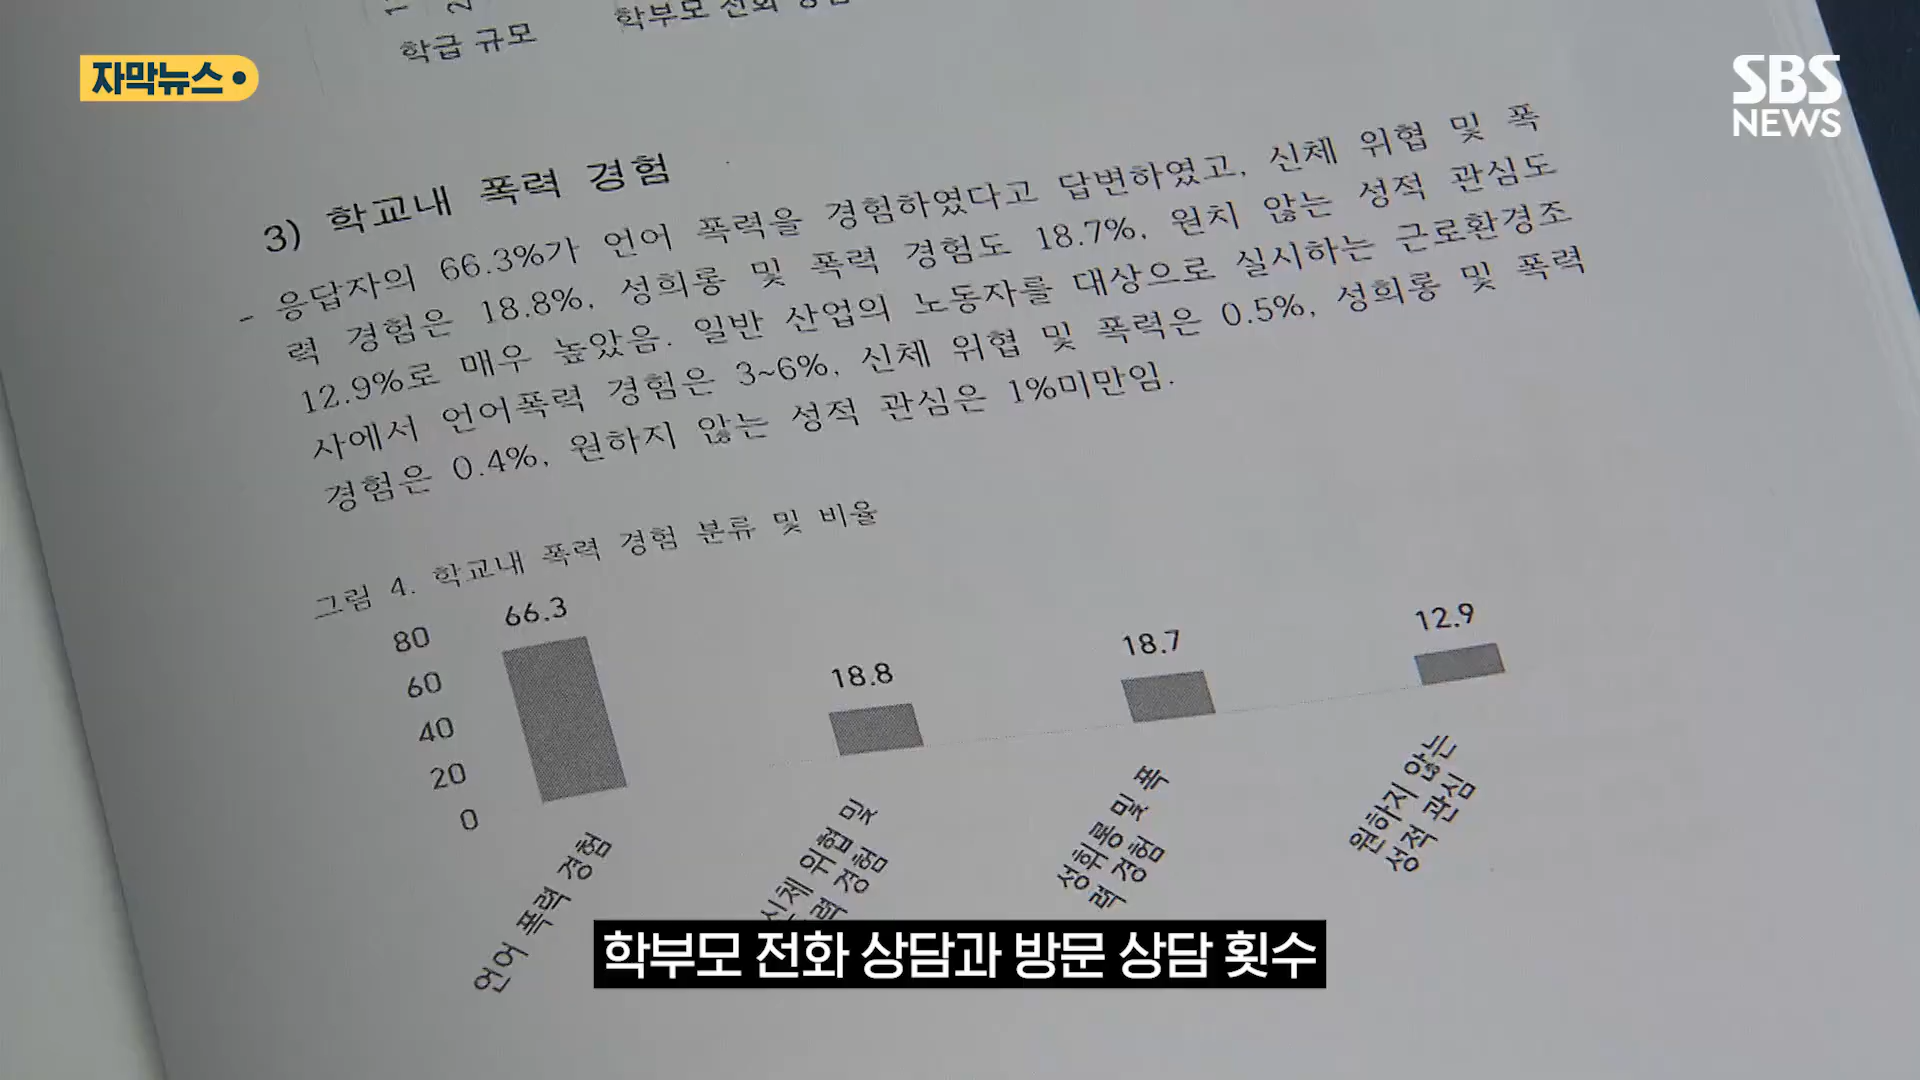 학급 규모
학부모 전화
자막뉴스
SBS
NEWS
3) 학교내 폭력 경험
- 응답자의 66.3%가 언어 폭력을 경험하였다고 답변하였고, 신체 위협 및 폭
력 경험은 18.8%, 성희롱 및 폭력 경험도 18.7%, 원치 않는 성적 관심도
12.9%로 매우 높았음. 일반 산업의 노동자를 대상으로 실시하는 근로환경조
사에서 언어폭력 경험은 3~6%, 신체 위협 및 폭력은 0.5%, 성희롱 및 폭력
경험은 0.4%, 원하지 않는 성적 관심은 1%미만임.
그림 4. 학교내 폭력 경험 분류 및 비율
80
60
40
20
0
66.3
18.8
18.7
12.9
언어 폭력 경험
신체 위협 및
력 경험
성휘롱 및 폭
력 경험
원하지 않는
성적 관심
학부모 전화 상담과 방문 상담 횟수